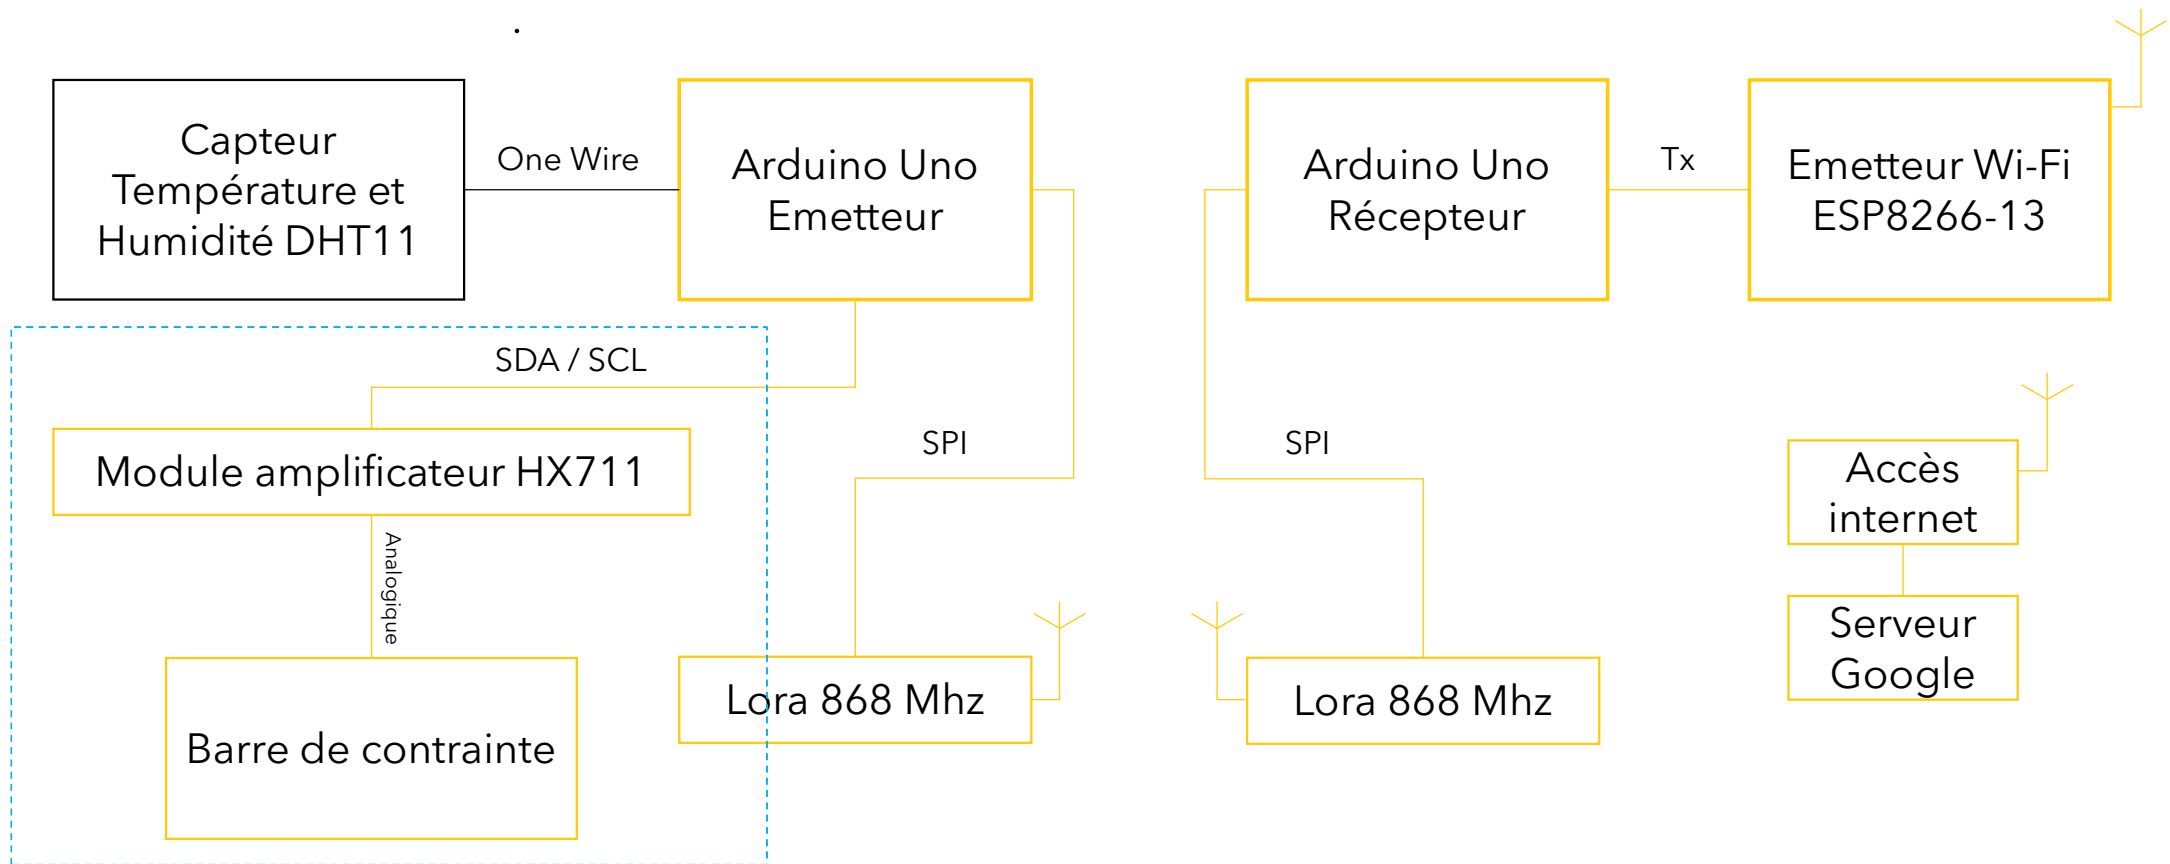 .
Capteur
Température et
Humidité DHT11
One Wire
Arduino Uno
Emetteur
Arduino Uno
Récepteur
Tx
Emetteur Wi-Fi
ESP8266-13
SDA / SCL
Module amplificateur HX711
SPI
SPI
Accès
internet
Analogique
Serveur
Google
Barre de contrainte
Lora 868 Mhz
Lora 868 Mhz